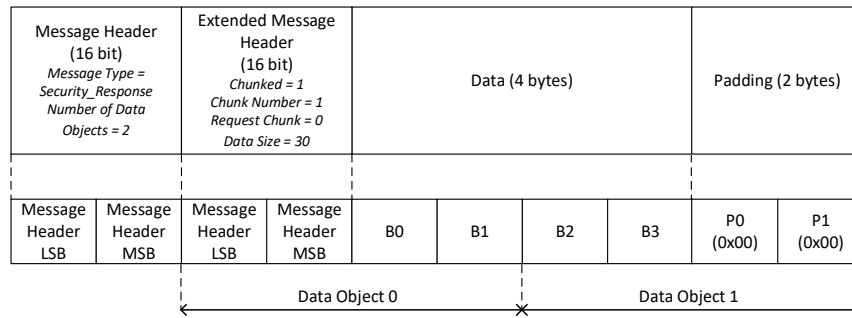 Message Header
(16 bit)
Message Type =
Security_Response
Number of Data
Objects = 2
Extended Message
Header
(16 bit)
Chunked = 1
Chunk Number = 1
Request Chunk = 0
Data Size = 30
Data (4 bytes)
Padding (2 bytes)
Message
Header
LSB
Message
Header
MSB
Message
Header
LSB
Message
Header
MSB
B0
B1
B2
B3
P0
(0x00)
P1
(0x00)
Data Object 0
Data Object 1